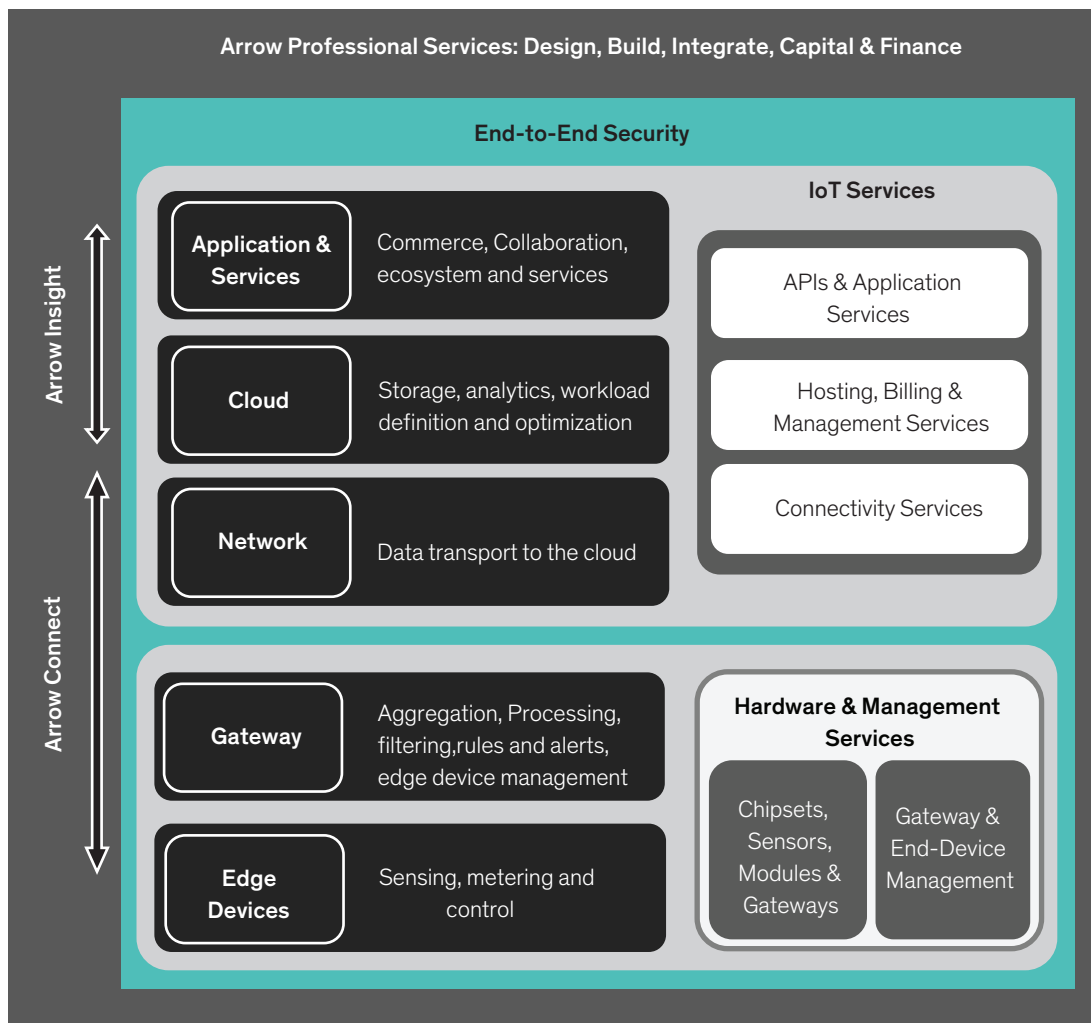 Arrow Professional Services: Design, Build, Integrate, Capital & Finance
End-to-End Security
Arrow Insight
Arrow Connect
Application &
Services
Commerce, Collaboration,
ecosystem and services
Cloud
Storage, analytics, workload
definition and optimization
Network
Data transport to the cloud
IoT Services
APIs & Application
Services
Hosting, Billing &
Management Services
Connectivity Services
Gateway
Aggregation, Processing,
filtering,rules and alerts,
edge device management
Edge
Devices
Sensing, metering and
control
Hardware & Management
Services
Chipsets,
Sensors,
Modules &
Gateways
Gateway &
End-Device
Management